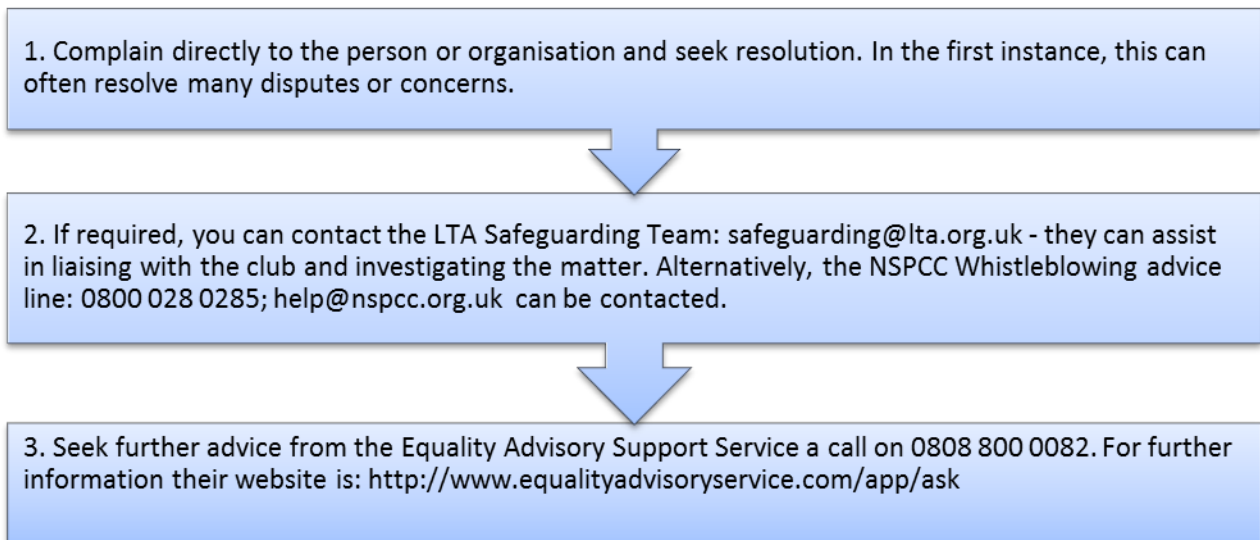 1. Complain directly to the person or organisation and seek resolution. In the first instance, this can
often resolve many disputes or concerns.
2. If required, you can contact the LTA Safeguarding Team: safeguarding@lta.org.uk - they can assist
in liaising with the club and investigating the matter. Alternatively, the NSPCC Whistleblowing advice
line: 0800 028 0285; help@nspcc.org.uk can be contacted.
3. Seek further advice from the Equality Advisory Support Service a call on 0808 800 0082. For further
information their website is: http://www.equalityadvisoryservice.com/app/ask